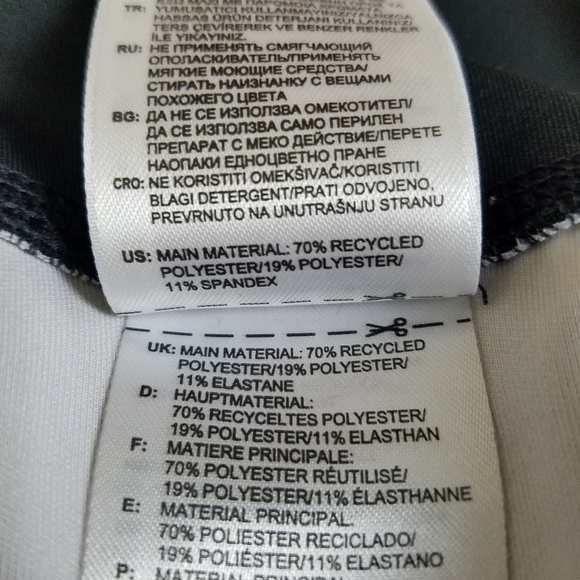 TR: YUMUŞATICI KULLANMAYINIZ/YALNIZCA
HASSAS ÜRÜN DETERJANI KULLANINIZ/
TERS ÇEVİREREK VE BENZER RENKLER
İLE YIKAYINIZ.
RU: НЕ ПРИМЕНЯТЬ СМЯГЧАЮЩИЙ
ОПОЛАСКИВАТЕЛЬ/ПРИМЕНЯТЬ
МЯГКИЕ МОЮЩИЕ СРЕДСТВА/
СТИРАТЬ НАИЗНАНКУ С ВЕЩАМИ
ПОХОЖЕГО ЦВЕТА
BG: ДА НЕ СЕ ИЗПОЛЗВА ОМЕКОТИТЕЛ/
ДА СЕ ИЗПОЛЗВА САМО ПЕРИЛЕН
ПРЕПАРАТ С МЕКО ДЕЙСТВИЕ/ПЕРЕТЕ
НАОПАКИ ЕДНОЦВЕТНО ПРАНЕ
CRO: NE KORISTITI OMEKŠIVAČ/KORISTITI
BLAGI DETERGENT/PRATI ODVOJENO,
PREVRNUTO NA UNUTRAŠNJU STRANU
US: MAIN MATERIAL: 70% RECYCLED
POLYESTER/19% POLYESTER/
11% SPANDEX
UK: MAIN MATERIAL: 70% RECYCLED
POLYESTER/19% POLYESTER/
11% ELASTANE
D: HAUPTMATERIAL:
70% RECYCELTES POLYESTER/
19% POLYESTER/11% ELASTHAN
F: MATIERE PRINCIPALE:
70% POLYESTER RÉUTILISÉ/
19% POLYESTER/11% ÉLASTHANNE
E: MATERIAL PRINCIPAL:
70% POLIESTER RECICLADO/
19% POLIÉSTER/11% ELASTANO
P: MATERIAL PRINCIPAL: